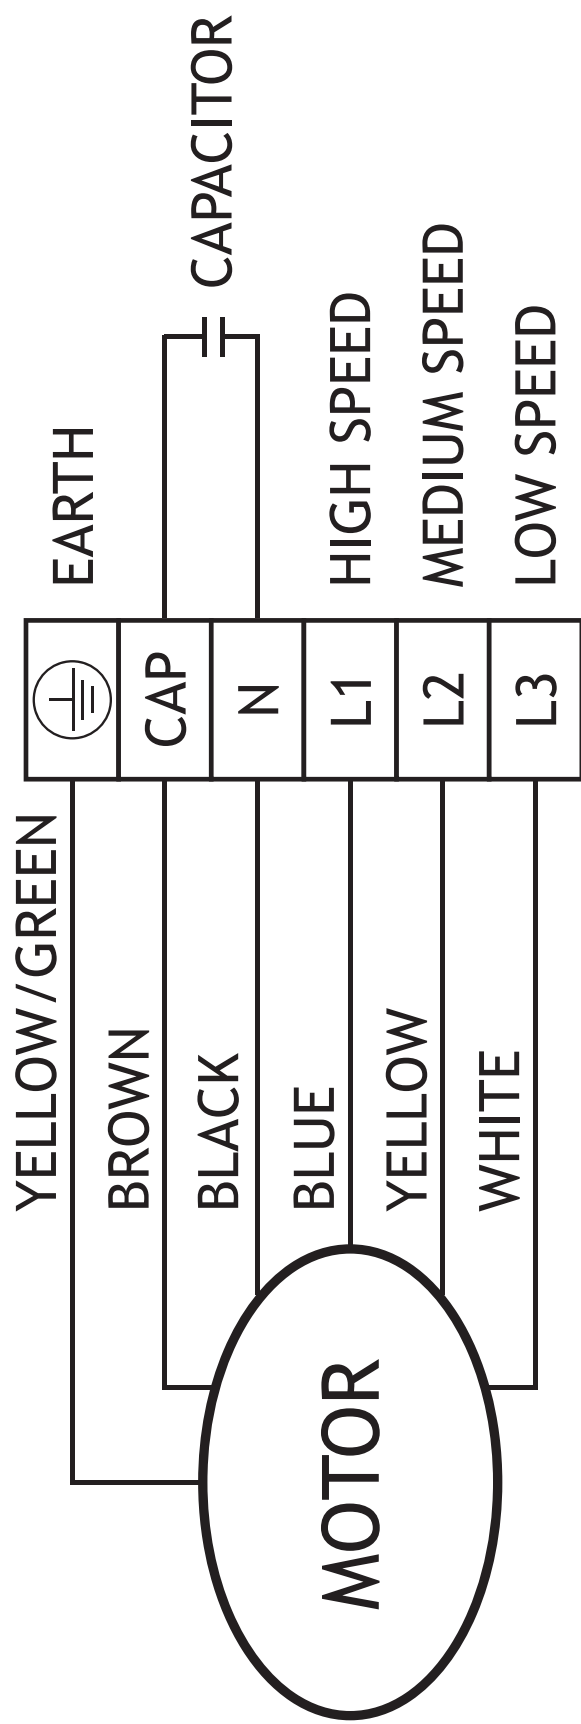 YELLOW/GREEN
EARTH
BROWN
CAP
CAPACITOR
BLACK
N
BLUE
L1
HIGH SPEED
YELLOW
L2
MEDIUM SPEED
WHITE
L3
LOW SPEED
MOTOR